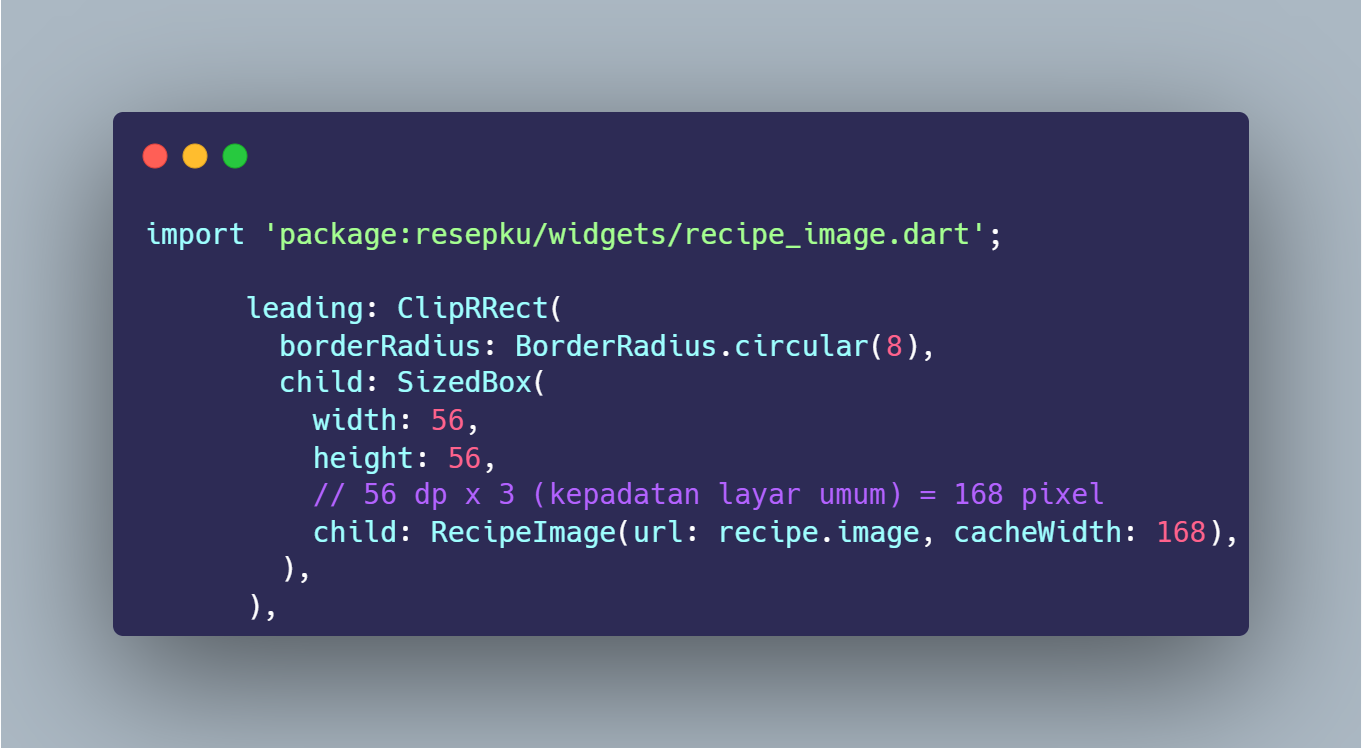 import 'package:resepku/widgets/recipe_image.dart';

      leading: ClipRRect(
        borderRadius: BorderRadius.circular(8),
        child: SizedBox(
          width: 56,
          height: 56,
          // 56 dp x 3 (kepadatan layar umum) = 168 pixel
          child: RecipeImage(url: recipe.image, cacheWidth: 168),
        ),
      ),